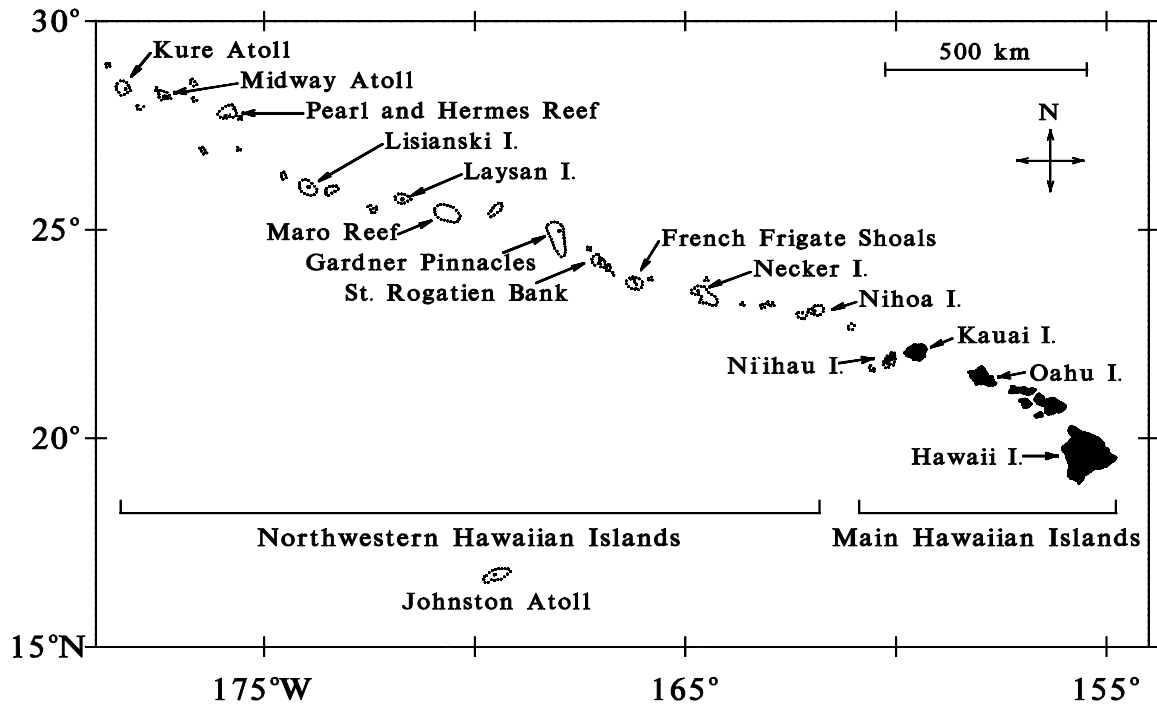 30°
Kure Atoll
500 km
Midway Atoll
Pearl and Hermes Reef
N
Lisianski I.
Laysan I.
25°
Maro Reef
French Frigate Shoals
Gardner Pinnacles
Necker I.
St. Rogatien Bank
Nihoa I.
Kauai I.
Niihau I.
Oahu I.
20°
Hawaii I.
Northwestern Hawaiian Islands
Main Hawaiian Islands
Johnston Atoll
15°N
175°W
165°
155°